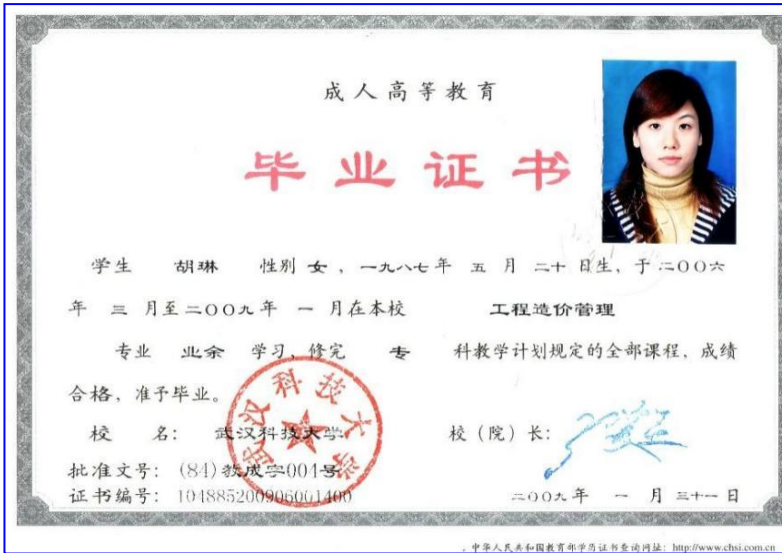 成人高等教育
毕业证书
学生 胡琳 性别 女，一九八七年 五 月 二十 日生，于二〇〇六
年 三 月至二〇〇九年 一 月在本校 工程造价管理
专业 业余 学习，修完 专 科教学计划规定的全部课程，成绩
合格，准予毕业。
校 名： 武汉科技大学
校（院）长：
武汉科技大学
批准文号： (84)教成字001号
证书编号： 104885200906001400
二〇〇九年 一 月 三十一 日
中华人民共和国教育部学历证书查询网址：http://www.chsi.com.cn